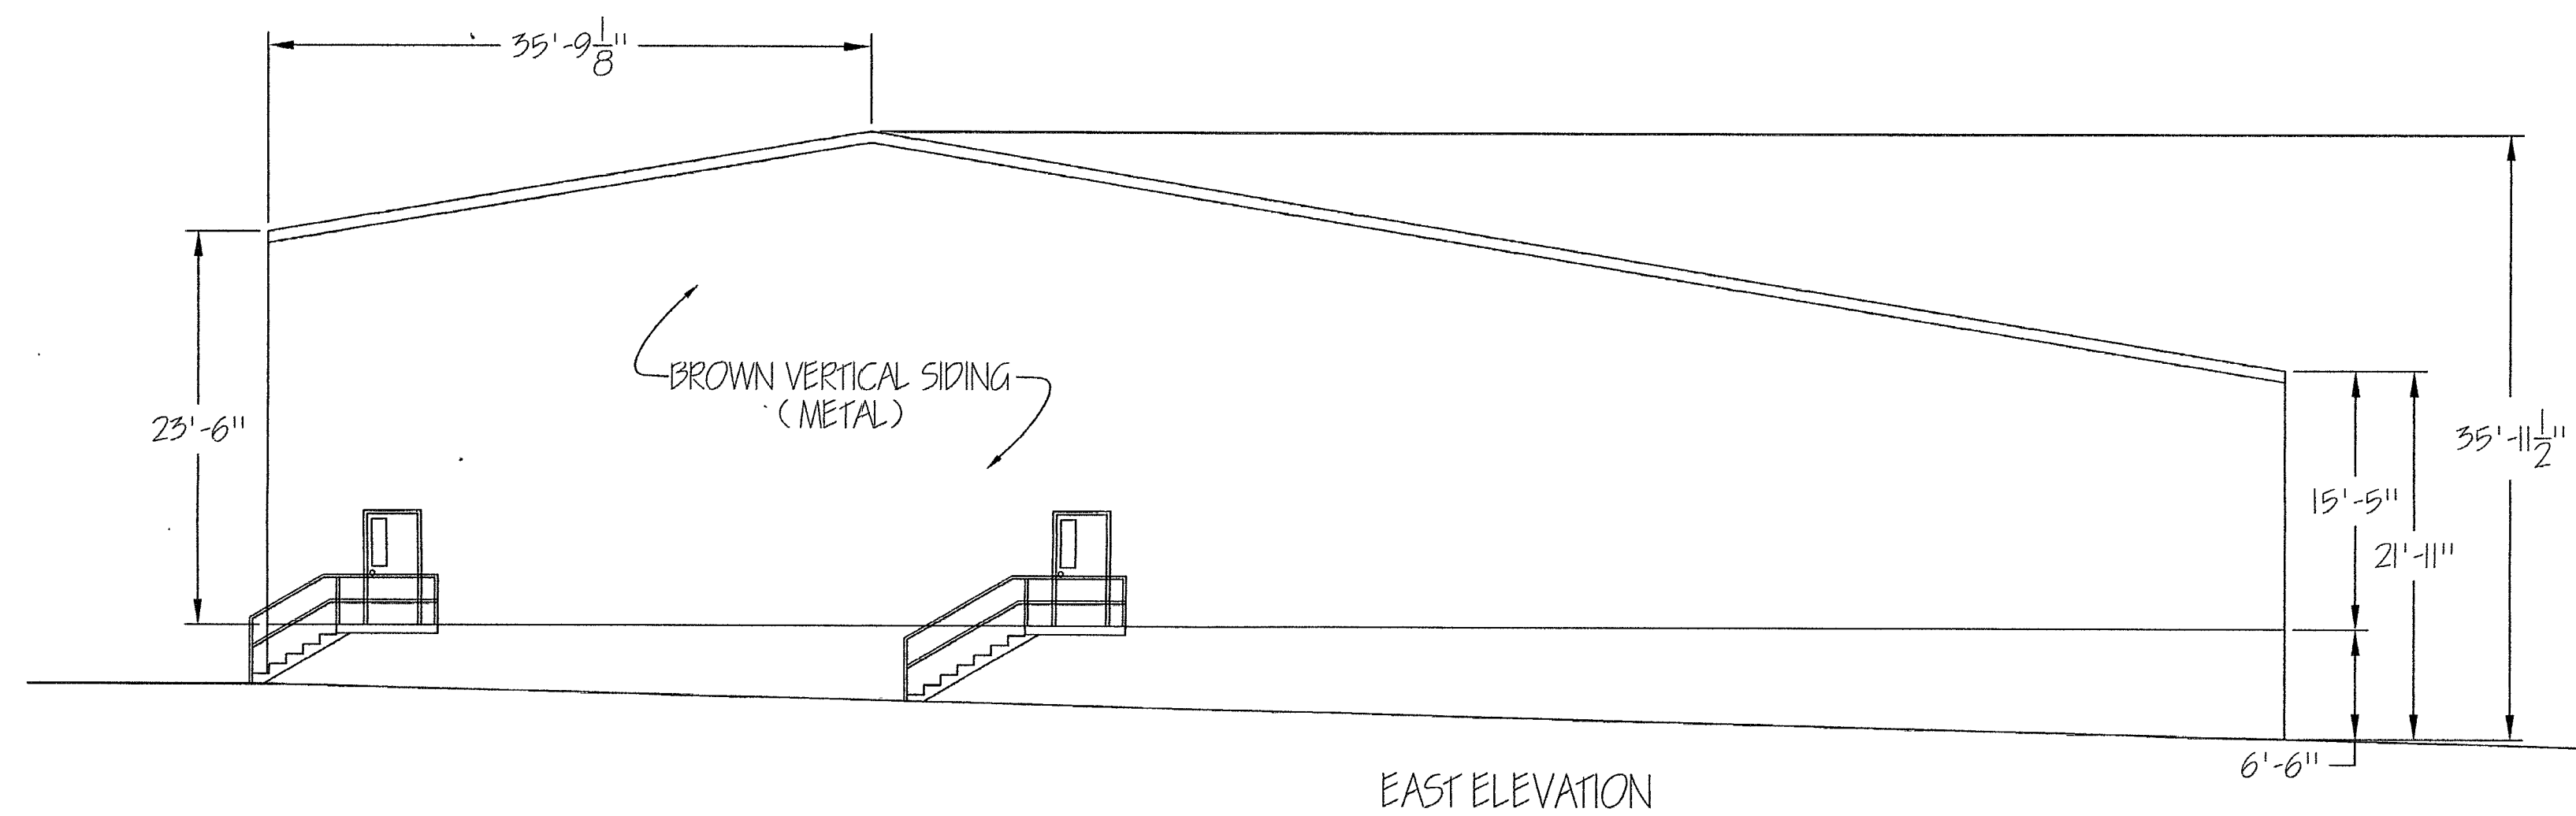 35'-9 1/8"
BROWN VERTICAL SIDING
(METAL)
23'-6"
35'-11 1/2"
15'-5"
21'-11"
6'-6"
EAST ELEVATION